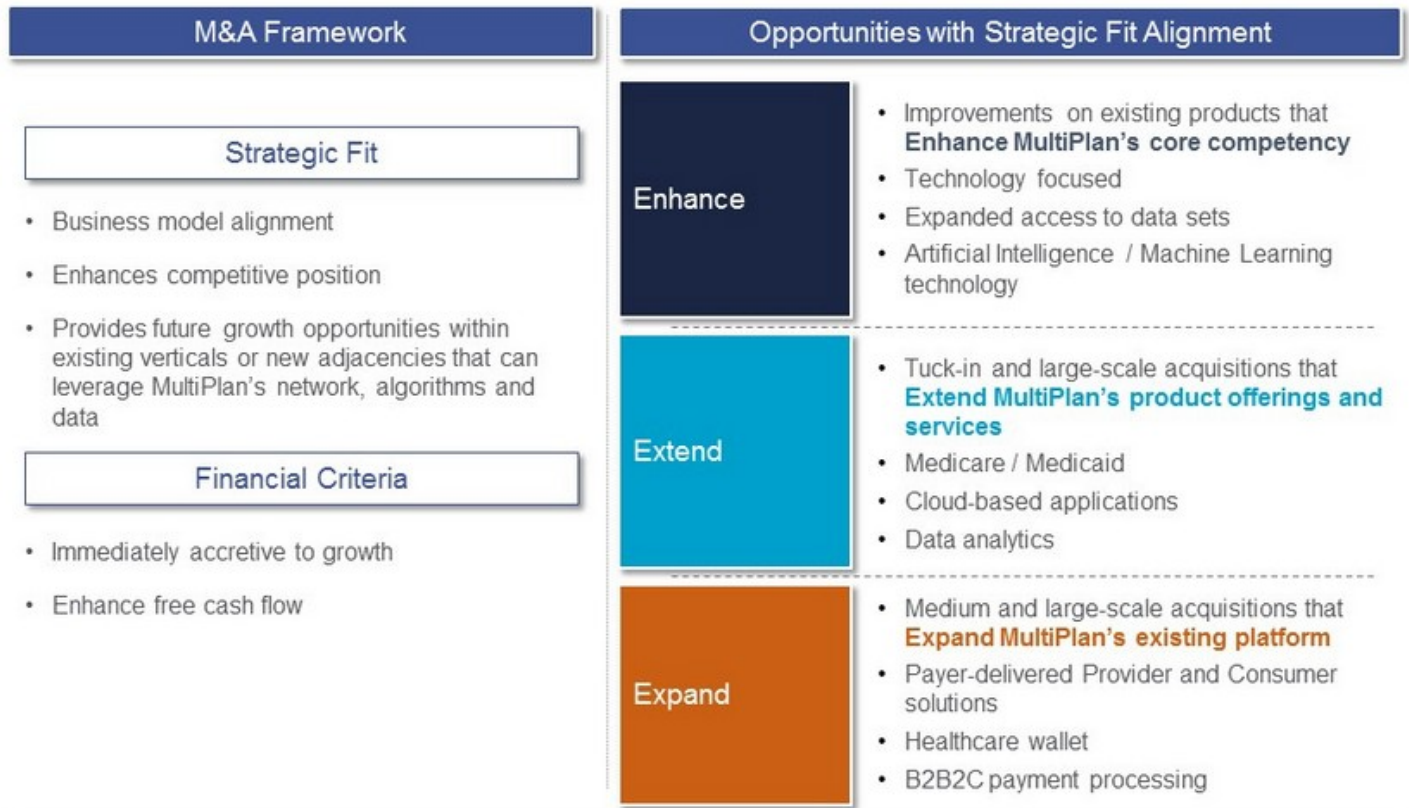 M&A Framework
Strategic Fit
• Business model alignment
• Enhances competitive position
• Provides future growth opportunities within
existing verticals or new adjacencies that can
leverage MultiPlan's network, algorithms and
data
Financial Criteria
• Immediately accretive to growth
• Enhance free cash flow
Opportunities with Strategic Fit Alignment
Enhance
• Improvements on existing products that
Enhance MultiPlan's core competency
• Technology focused
• Expanded access to data sets
• Artificial Intelligence / Machine Learning
technology
Extend
• Tuck-in and large-scale acquisitions that
Extend MultiPlan's product offerings and
services
• Medicare / Medicaid
• Cloud-based applications
• Data analytics
Expand
• Medium and large-scale acquisitions that
Expand MultiPlan's existing platform
• Payer-delivered Provider and Consumer
solutions
• Healthcare wallet
• B2B2C payment processing